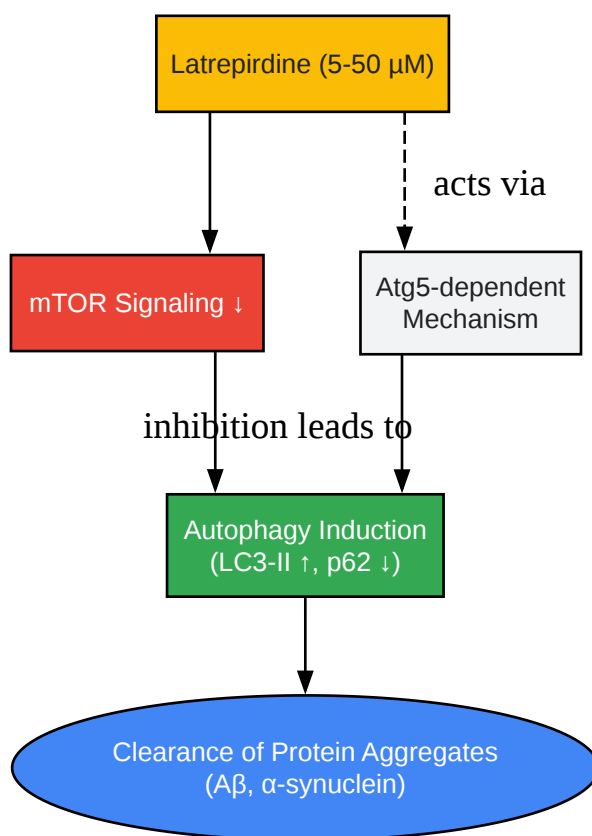 Latrepirdine (5-50 µM)
acts via
mTOR Signaling ↓
Atg5-dependent
Mechanism
inhibition leads to
Autophagy Induction
(LC3-II ↑, p62 ↓)
Clearance of Protein Aggregates
(Aβ, α-synuclein)